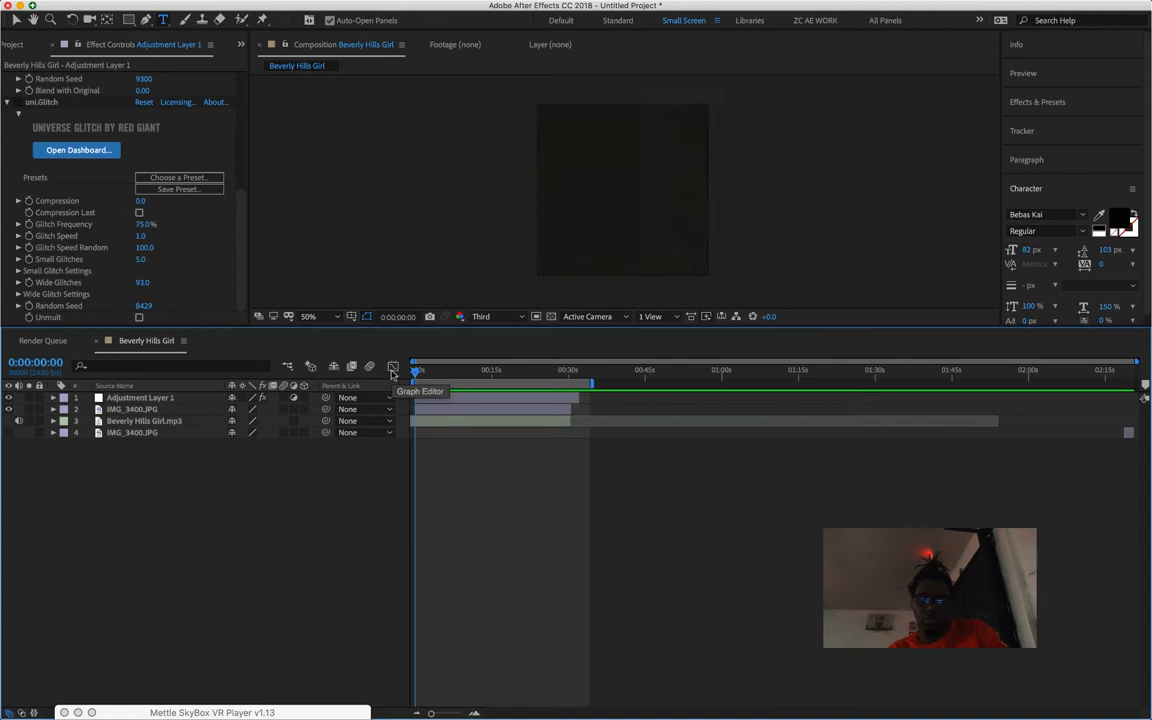 Adobe After Effects CC 2018 - Untitled Project *
Auto-Open Panels
Default
Standard
Small Screen
Libraries
ZC AE WORK
All Panels
Search Help
Project
Effect Controls Adjustment Layer 1
Composition Beverly Hills Girl
Footage (none)
Layer (none)
Info
Beverly Hills Girl - Adjustment Layer 1
Beverly Hills Girl
Random Seed 9300
Blend with Original 0.00
uni.Glitch Reset Licensing... About...
UNIVERSE GLITCH BY RED GIANT
Open Dashboard...
Presets Choose a Preset...
Save Preset...
Compression 0.0
Compression Last
Glitch Frequency 75.0%
Glitch Speed 1.0
Glitch Speed Random 100.0
Small Glitches 5.0
Small Glitch Settings
Wide Glitches 93.0
Wide Glitch Settings
Random Seed 8429
Unmult
Preview
Effects & Presets
Tracker
Paragraph
Character
Bebas Kai
Regular
82 px
103 px
Metrics
0
- px
100 %
150 %
0 px
0 %
50%
0:00:00:00
Third
Active Camera
1 View
+0.0
Render Queue
Beverly Hills Girl
0:00:00:00
00000 (24.00 fps)
:00s 00:15s 00:30s 00:45s 01:00s 01:15s 01:30s 01:45s 02:00s 02:15s
Source Name
Parent & Link
Graph Editor
1 Adjustment Layer 1 None
2 IMG_3400.JPG None
3 Beverly Hills Girl.mp3 None
4 IMG_3400.JPG None
Mettle SkyBox VR Player v1.13